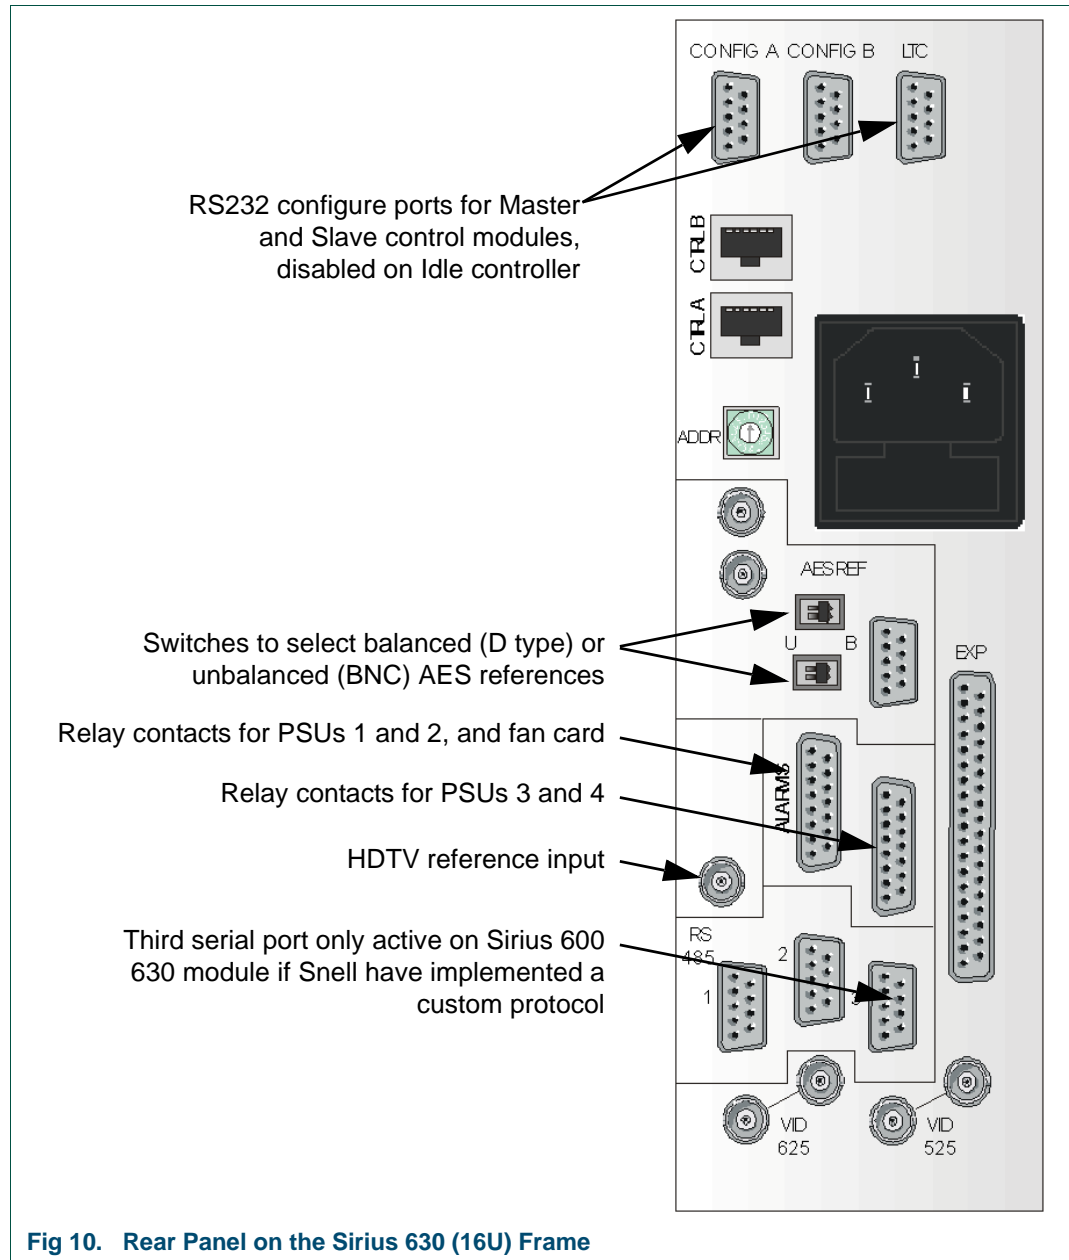 CONFIG A CONFIG B LTC
RS232 configure ports for Master
and Slave control modules,
disabled on Idle controller
CTRL B
CTRL A
ADDR
AES REF
Switches to select balanced (D type) or
unbalanced (BNC) AES references
U B
EXP
Relay contacts for PSUs 1 and 2, and fan card
ALARMS
Relay contacts for PSUs 3 and 4
HDTV reference input
Third serial port only active on Sirius 600
630 module if Snell have implemented a
custom protocol
RS
485
1
2
3
VID
625
VID
525
Fig 10. Rear Panel on the Sirius 630 (16U) Frame